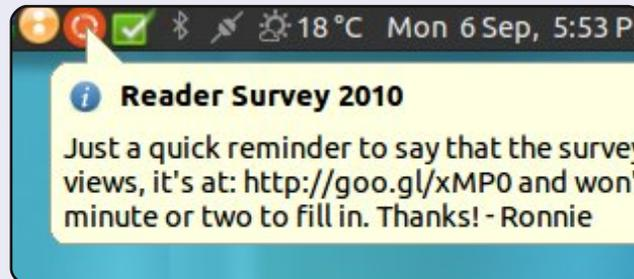 18 °C Mon 6 Sep, 5:53 P
Reader Survey 2010
Just a quick reminder to say that the survey
views, it's at: http://goo.gl/xMP0 and won'
minute or two to fill in. Thanks! - Ronnie